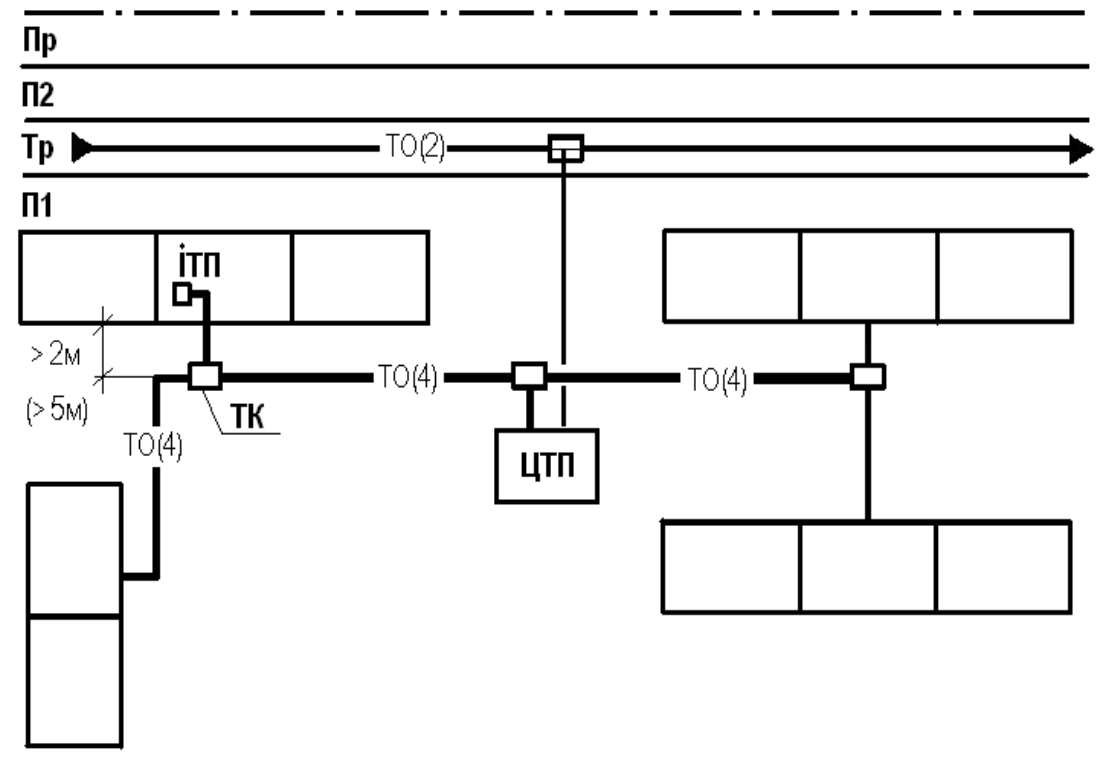 Пр
П2
Тр
ТО(2)
П1
ІТП
> 2м
(> 5м)
ТО(4)
ТО(4)
ТК
ТО(4)
ЦТП